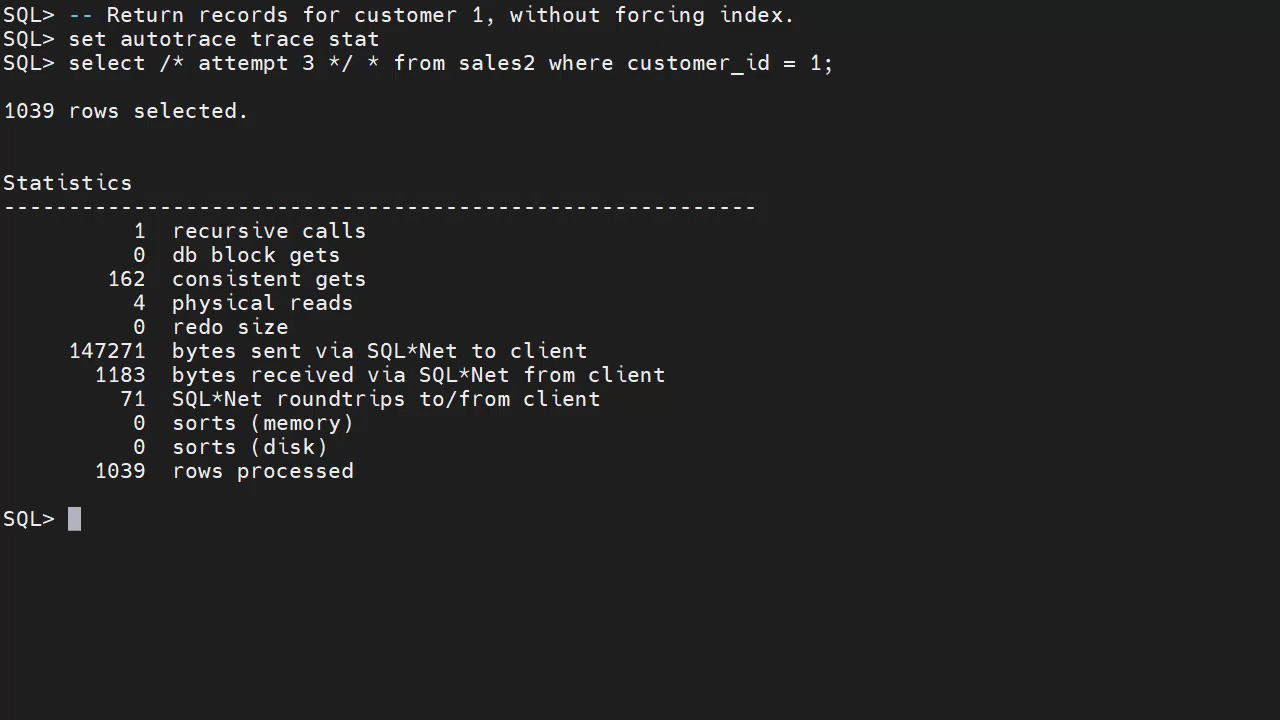 SQL> -- Return records for customer 1, without forcing index.
SQL> set autotrace trace stat
SQL> select /* attempt 3 */ * from sales2 where customer_id = 1;
1039 rows selected.
Statistics
----------------------------------------------------------
1 recursive calls
0 db block gets
162 consistent gets
4 physical reads
0 redo size
147271 bytes sent via SQL*Net to client
1183 bytes received via SQL*Net from client
71 SQL*Net roundtrips to/from client
0 sorts (memory)
0 sorts (disk)
1039 rows processed
SQL>